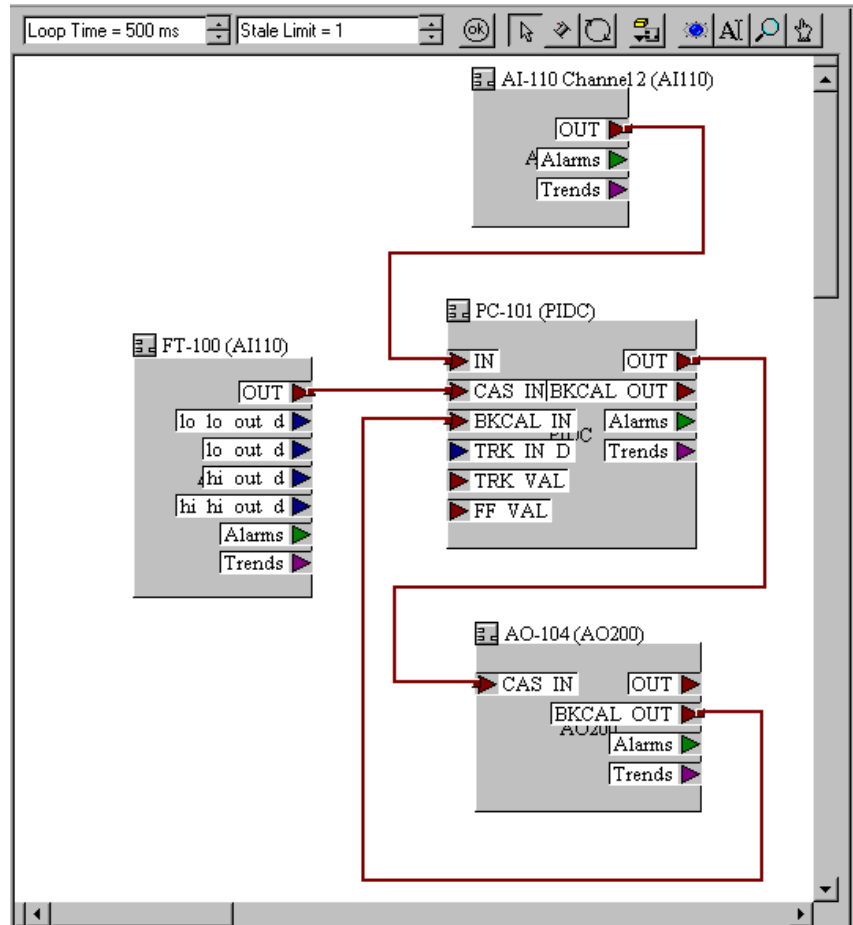 Loop Time = 500 ms
Stale Limit = 1
ok
AI
AI-110 Channel 2 (AI110)
OUT
Alarms
Trends
PC-101 (PIDC)
IN
OUT
CAS IN
BKCAL OUT
BKCAL IN
Alarms
PIDC
TRK IN D
Trends
TRK VAL
FF VAL
FT-100 (AI110)
OUT
lo lo out d
lo out d
hi out d
hi hi out d
Alarms
Trends
AO-104 (AO200)
CAS IN
OUT
BKCAL OUT
AO200
Alarms
Trends